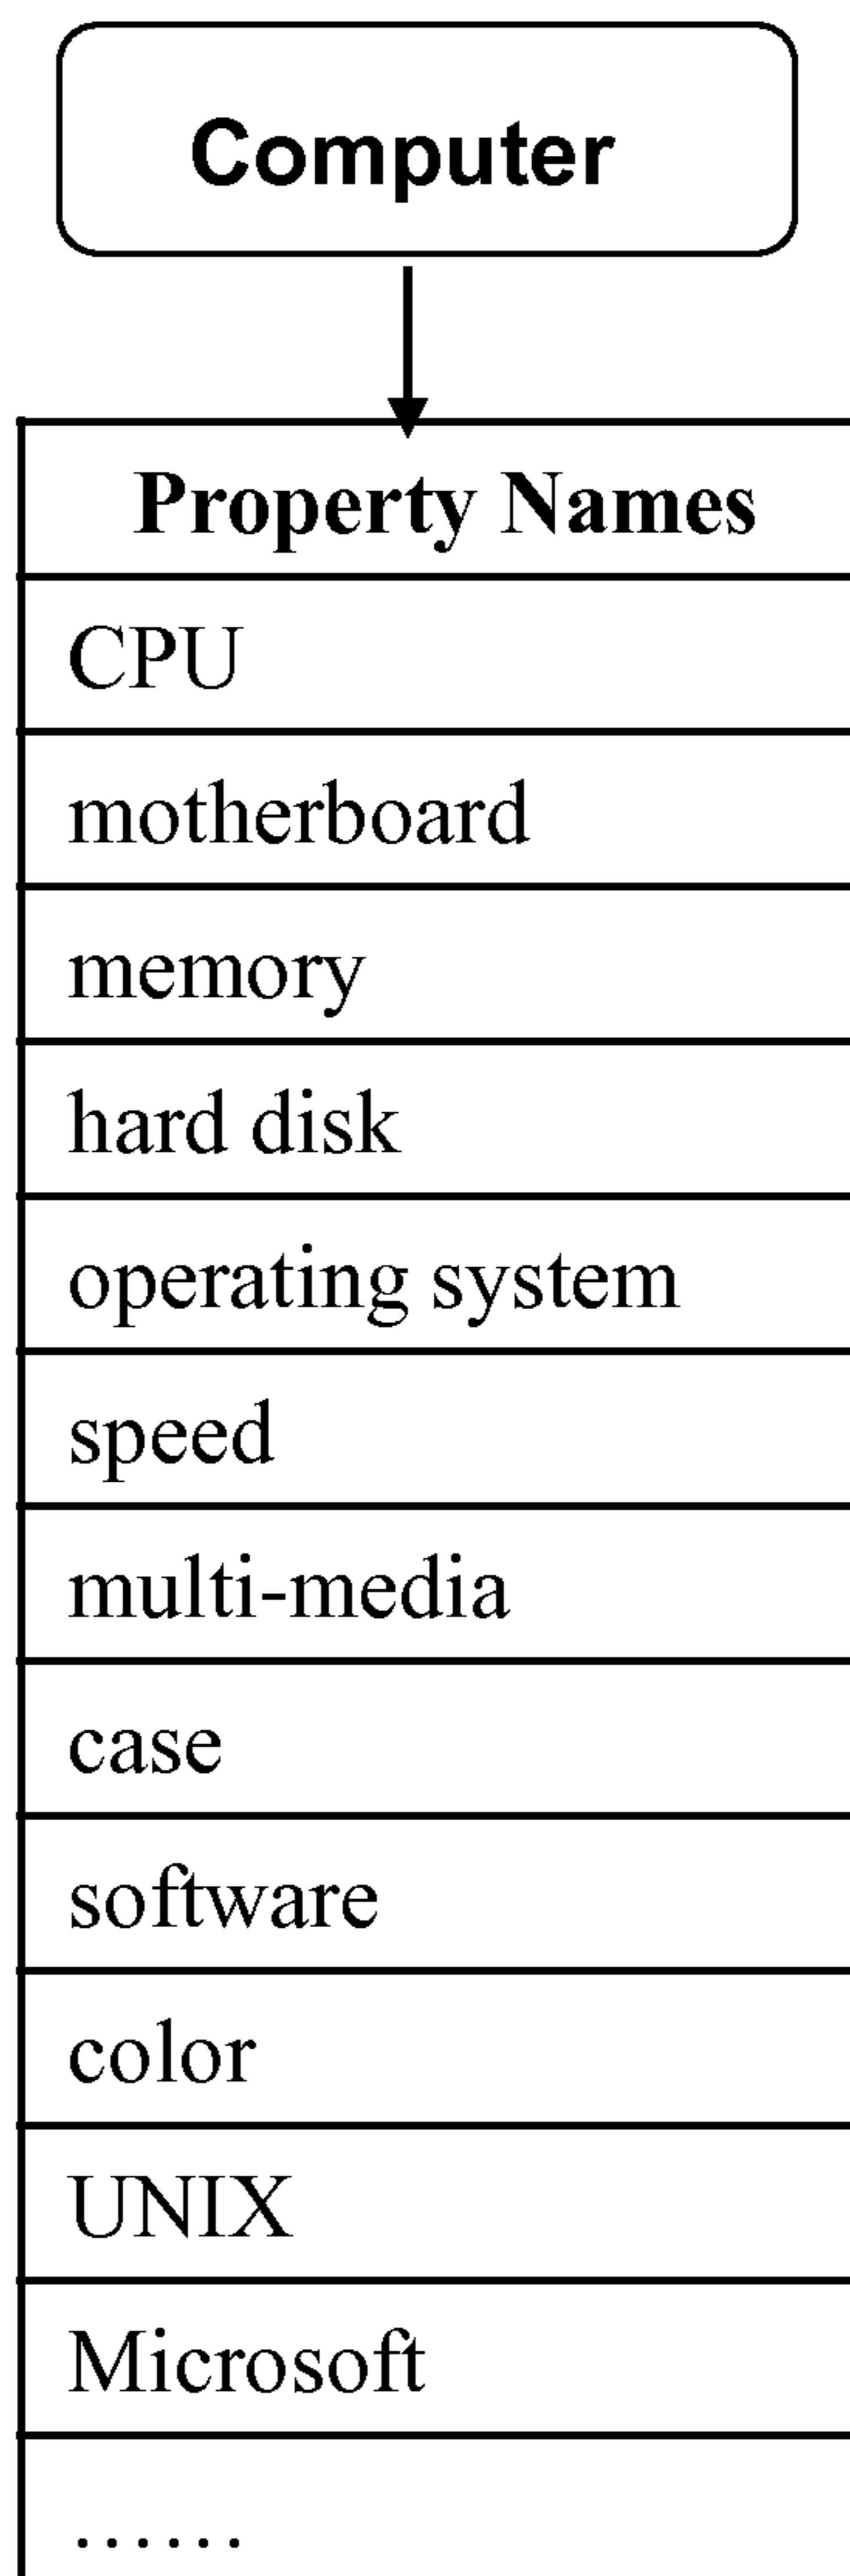 Computer
Property Names
CPU
motherboard
memory
hard disk
operating system
speed
multi-media
case
software
color
UNIX
Microsoft
......